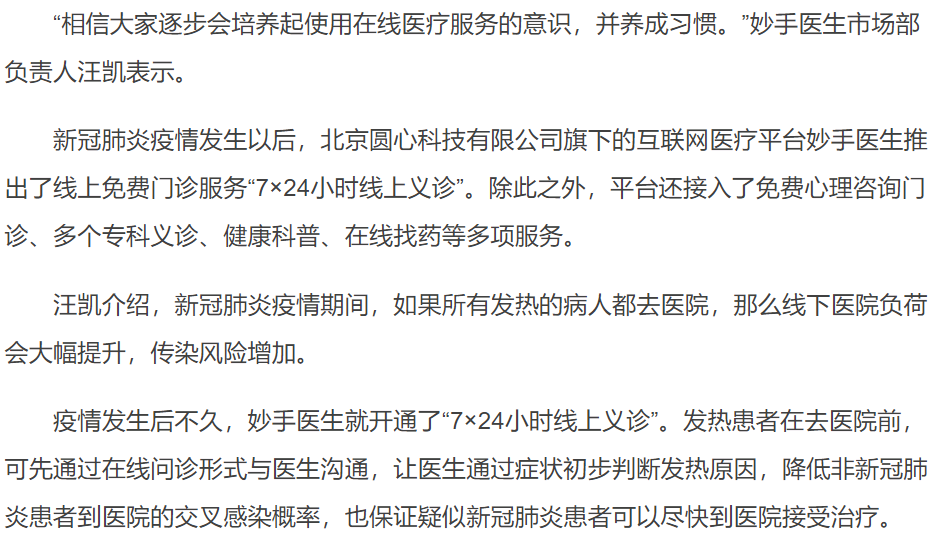 “相信大家逐步会培养起使用在线医疗服务的意识，并养成习惯。”妙手医生市场部
负责人汪凯表示。
新冠肺炎疫情发生以后，北京圆心科技有限公司旗下的互联网医疗平台妙手医生推
出了线上免费门诊服务“7×24小时线上义诊”。除此之外，平台还接入了免费心理咨询门
诊、多个专科义诊、健康科普、在线找药等多项服务。
汪凯介绍，新冠肺炎疫情期间，如果所有发热的病人都去医院，那么线下医院负荷
会大幅提升，传染风险增加。
疫情发生后不久，妙手医生就开通了“7×24小时线上义诊”。发热患者在去医院前，
可先通过在线问诊形式与医生沟通，让医生通过症状初步判断发热原因，降低非新冠肺
炎患者到医院的交叉感染概率，也保证疑似新冠肺炎患者可以尽快到医院接受治疗。